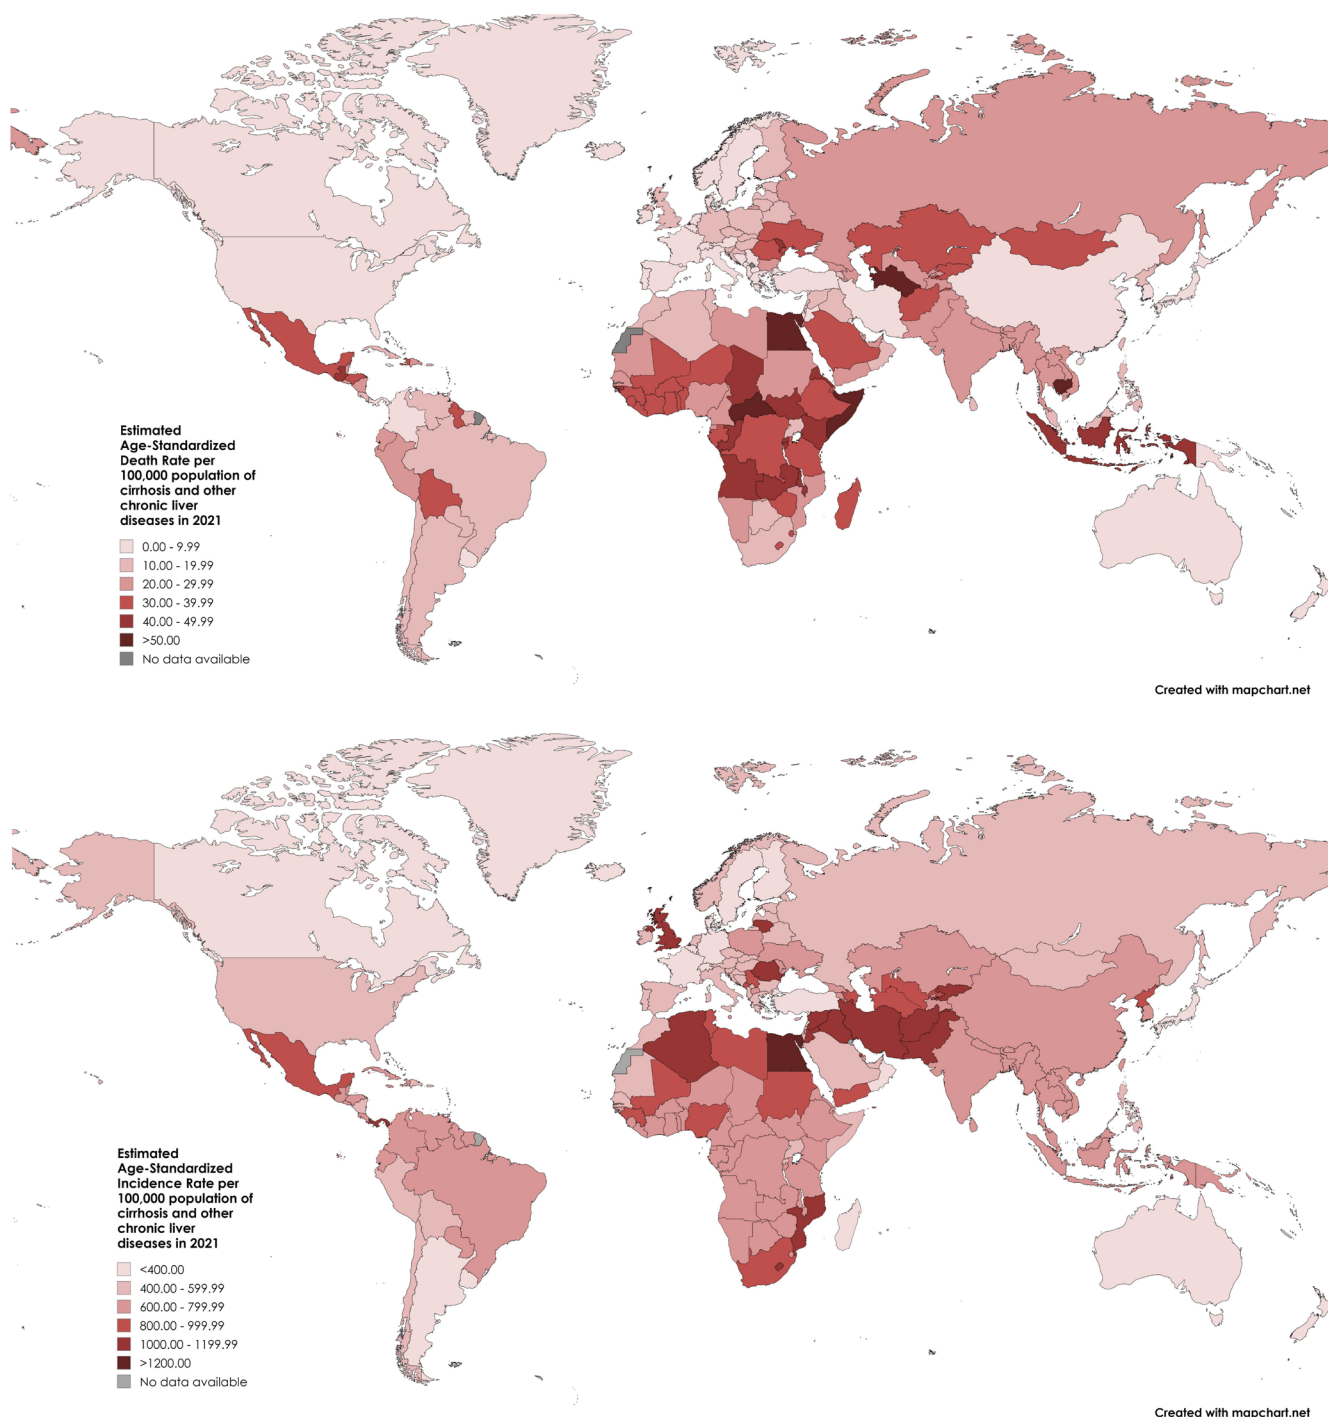 Estimated
Age-Standardized
Death Rate per
100,000 population of
cirrhosis and other
chronic liver
diseases in 2021
0.00 - 9.99
10.00 - 19.99
20.00 - 29.99
30.00 - 39.99
40.00 - 49.99
>50.00
No data available
Created with mapchart.net
Estimated
Age-Standardized
Incidence Rate per
100,000 population of
cirrhosis and other
chronic liver
diseases in 2021
<400.00
400.00 - 599.99
600.00 - 799.99
800.00 - 999.99
1000.00 - 1199.99
>1200.00
No data available
Created with mapchart.net